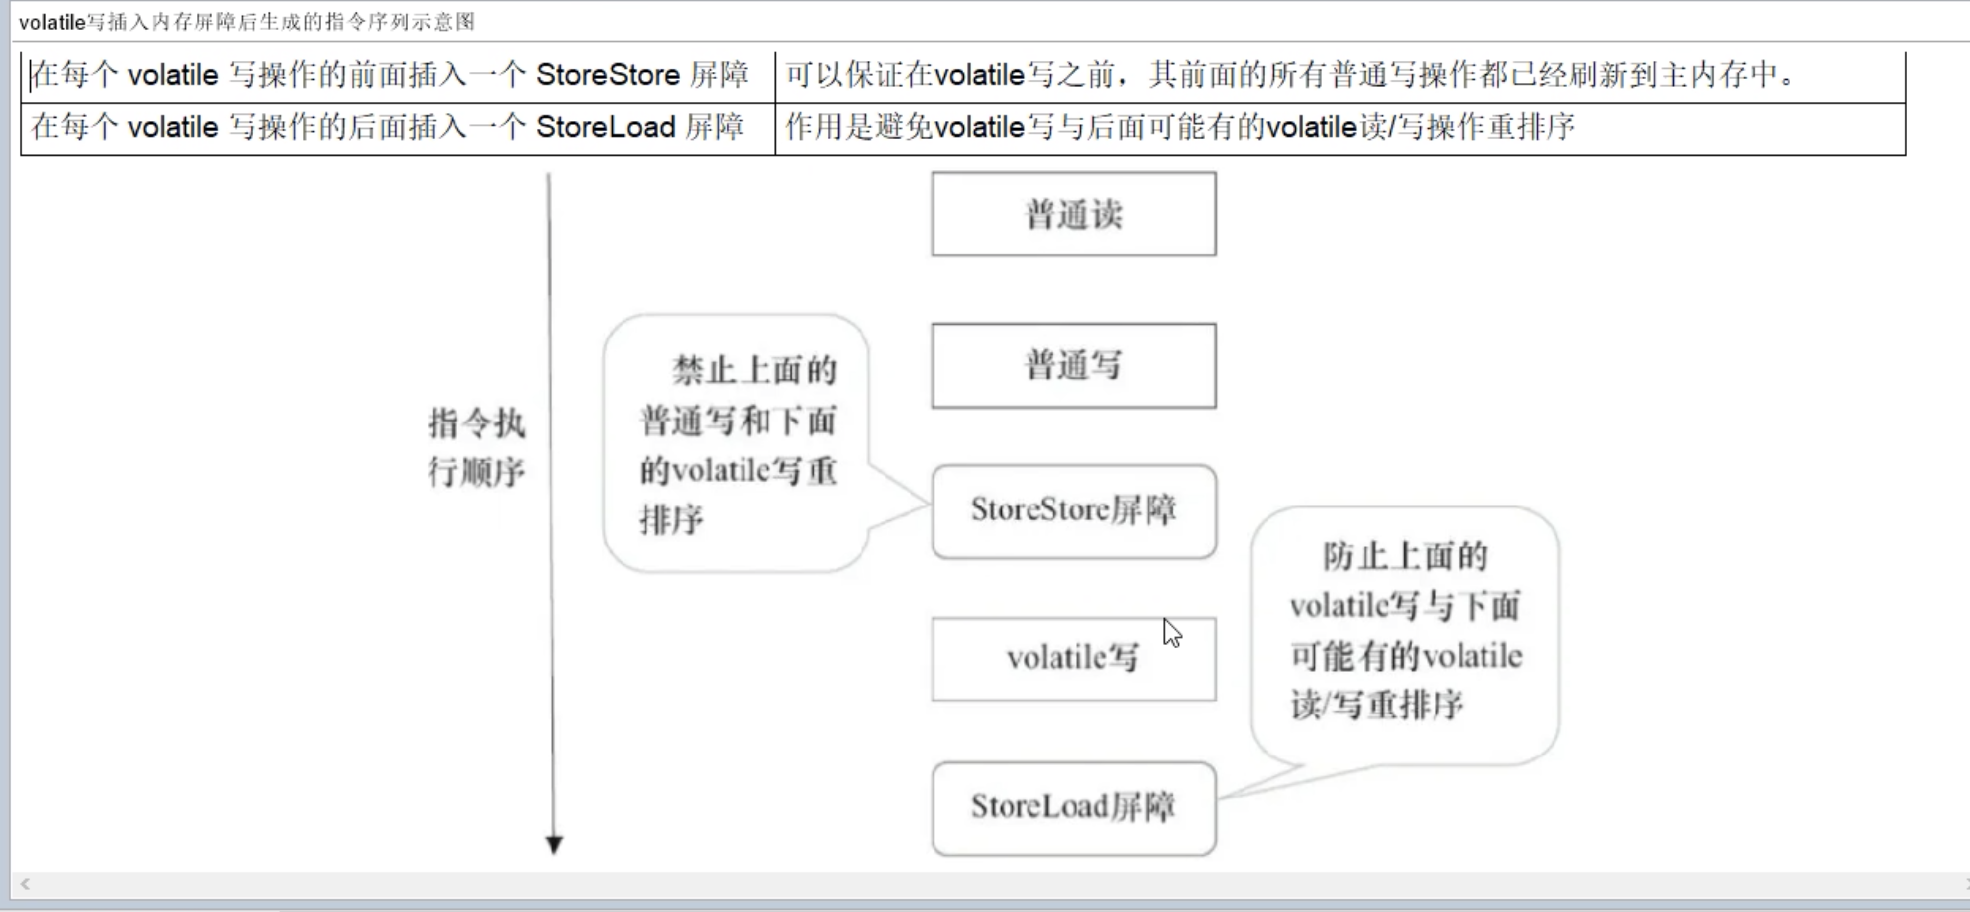 volatile写插入内存屏障后生成的指令序列示意图
在每个 volatile 写操作的前面插入一个 StoreStore 屏障
可以保证在volatile写之前，其前面的所有普通写操作都已经刷新到主内存中。
在每个 volatile 写操作的后面插入一个 StoreLoad 屏障
作用是避免volatile写与后面可能有的volatile读/写操作重排序
普通读
普通写
禁止上面的
普通写和下面
的volatile写重
排序
指令执
行顺序
StoreStore屏障
防止上面的
volatile写与下面
可能有的volatile
读/写重排序
volatile写
StoreLoad屏障